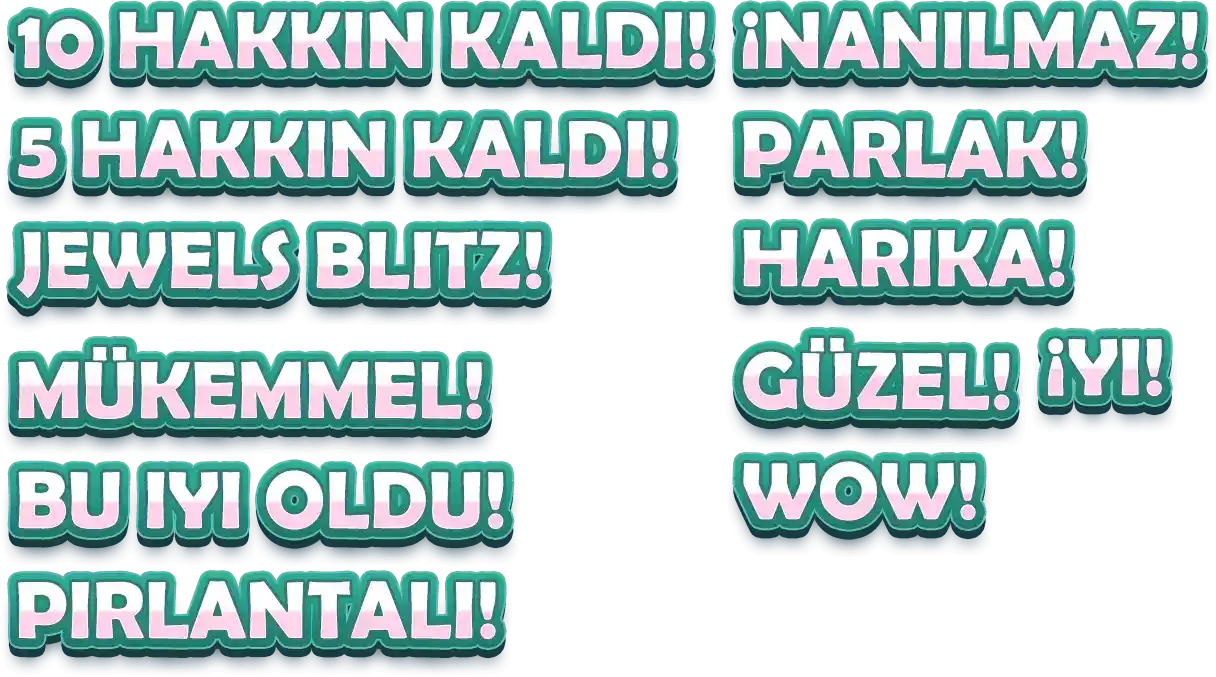 10 HAKKIN KALDI!
5 HAKKIN KALDI!
JEWELS BLITZ!
MÜKEMMEL!
BU IYI OLDU!
PIRLANTALI!
İNANILMAZ!
PARLAK!
HARIKA!
GÜZEL!
İYI!
WOW!